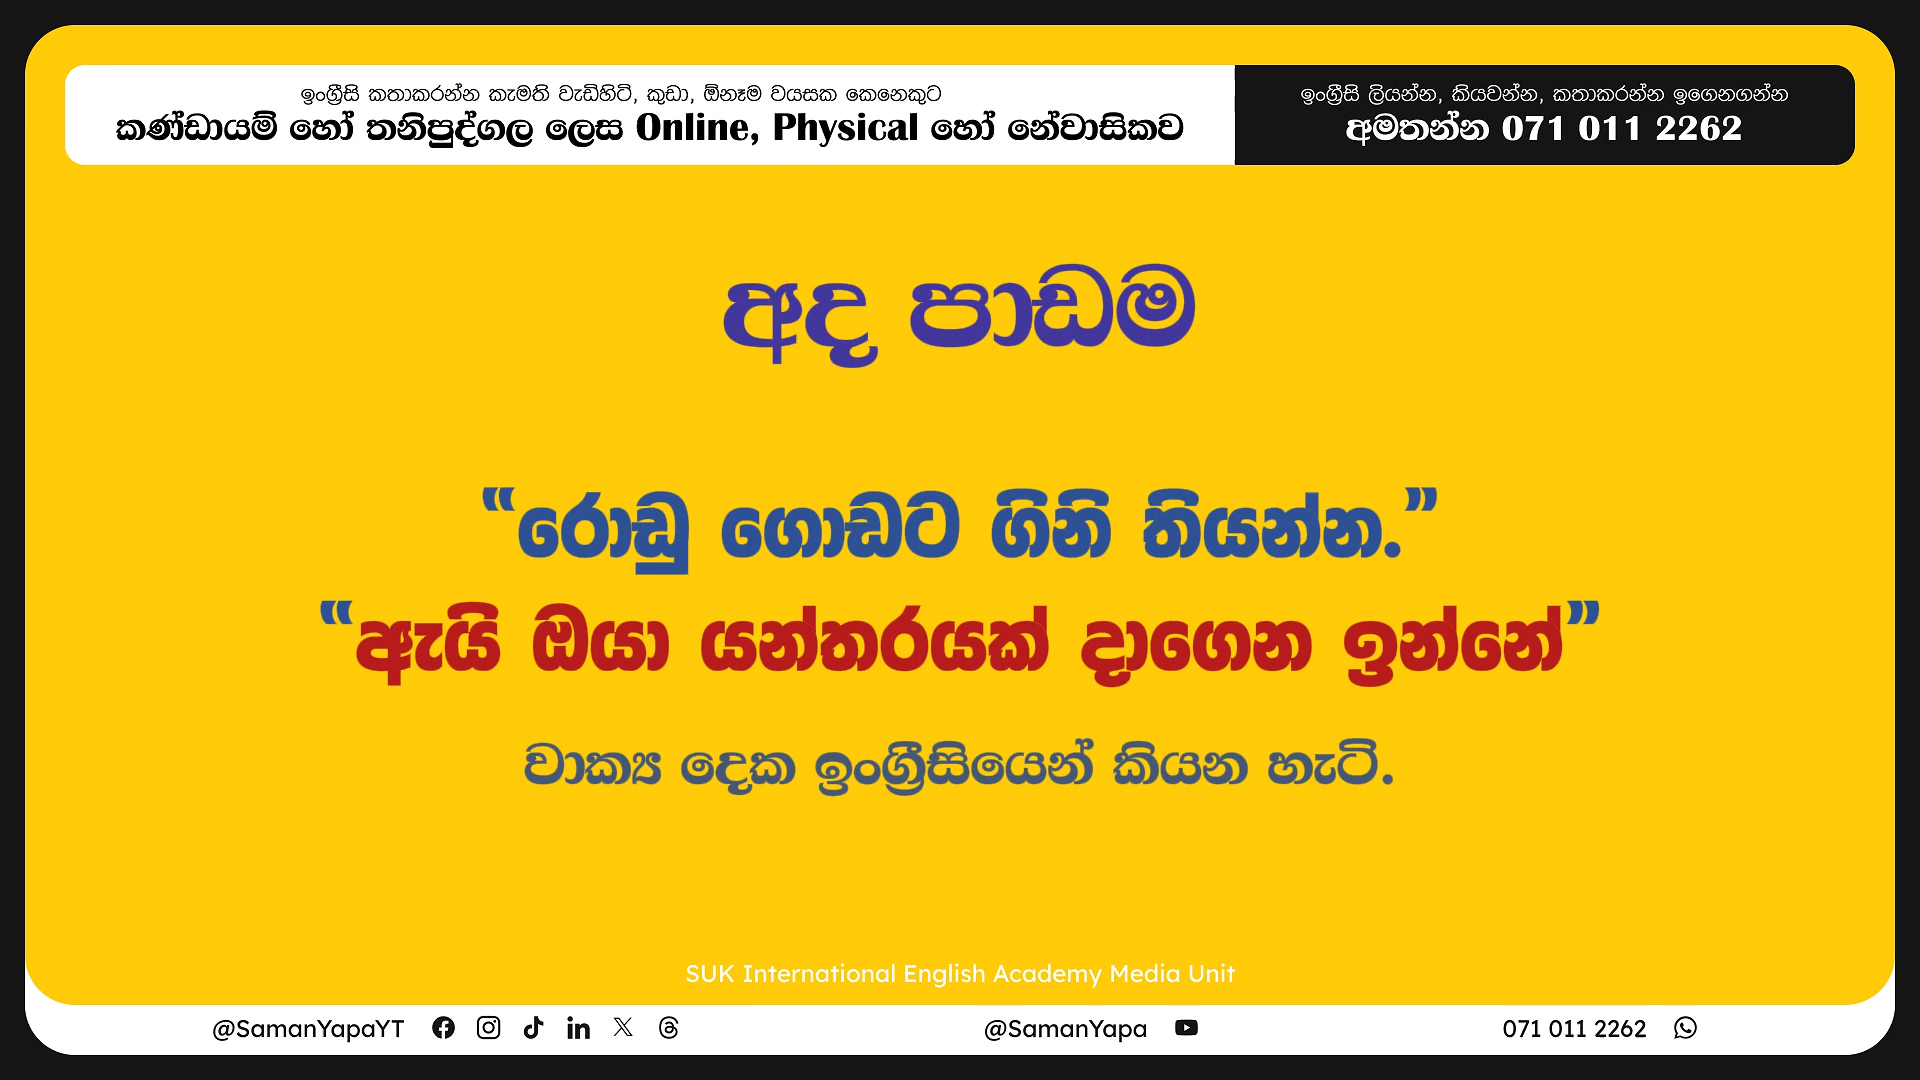 ඉංග්‍රීසි කතාකරන්න කැමති වැඩිහිටි, කුඩා, ඕනෑම වයසක කෙනෙකුට
කණ්ඩායම් හෝ තනිපුද්ගල ලෙස Online, Physical හෝ නේවාසිකව
ඉංග්‍රීසි ලියන්න, කියවන්න, කතාකරන්න ඉගෙනගන්න
අමතන්න 071 011 2262
අද පාඩම
“රොඩු ගොඩට ගිනි තියන්න.”
“ඇයි ඔයා යන්තරයක් දාගෙන ඉන්නේ”
වාක්‍ය දෙක ඉංග්‍රීසියෙන් කියන හැටි.
SUK International English Academy Media Unit
@SamanYapaYT
@SamanYapa
071 011 2262